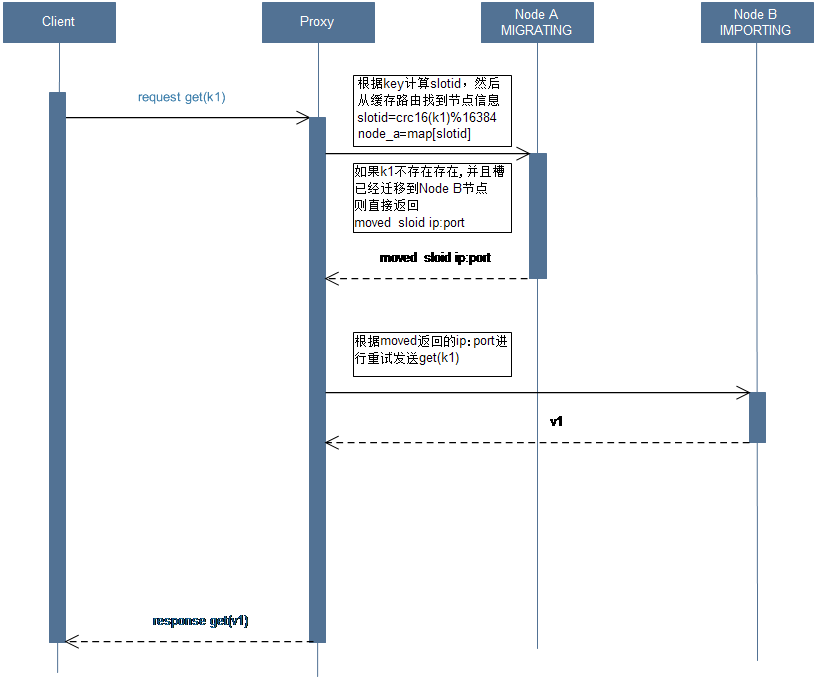 Client
Proxy
Node A
MIGRATING
Node B
IMPORTING
request get(k1)
根据key计算slotid，然后
从缓存路由找到节点信息
slotid=crc16(k1)%16384
node_a=map[slotid]
如果k1不存在存在,并且槽
已经迁移到Node B节点
则直接返回
moved sloid ip:port
moved sloid ip:port
根据moved返回的ip:port进
行重试发送get(k1)
v1
response get(v1)